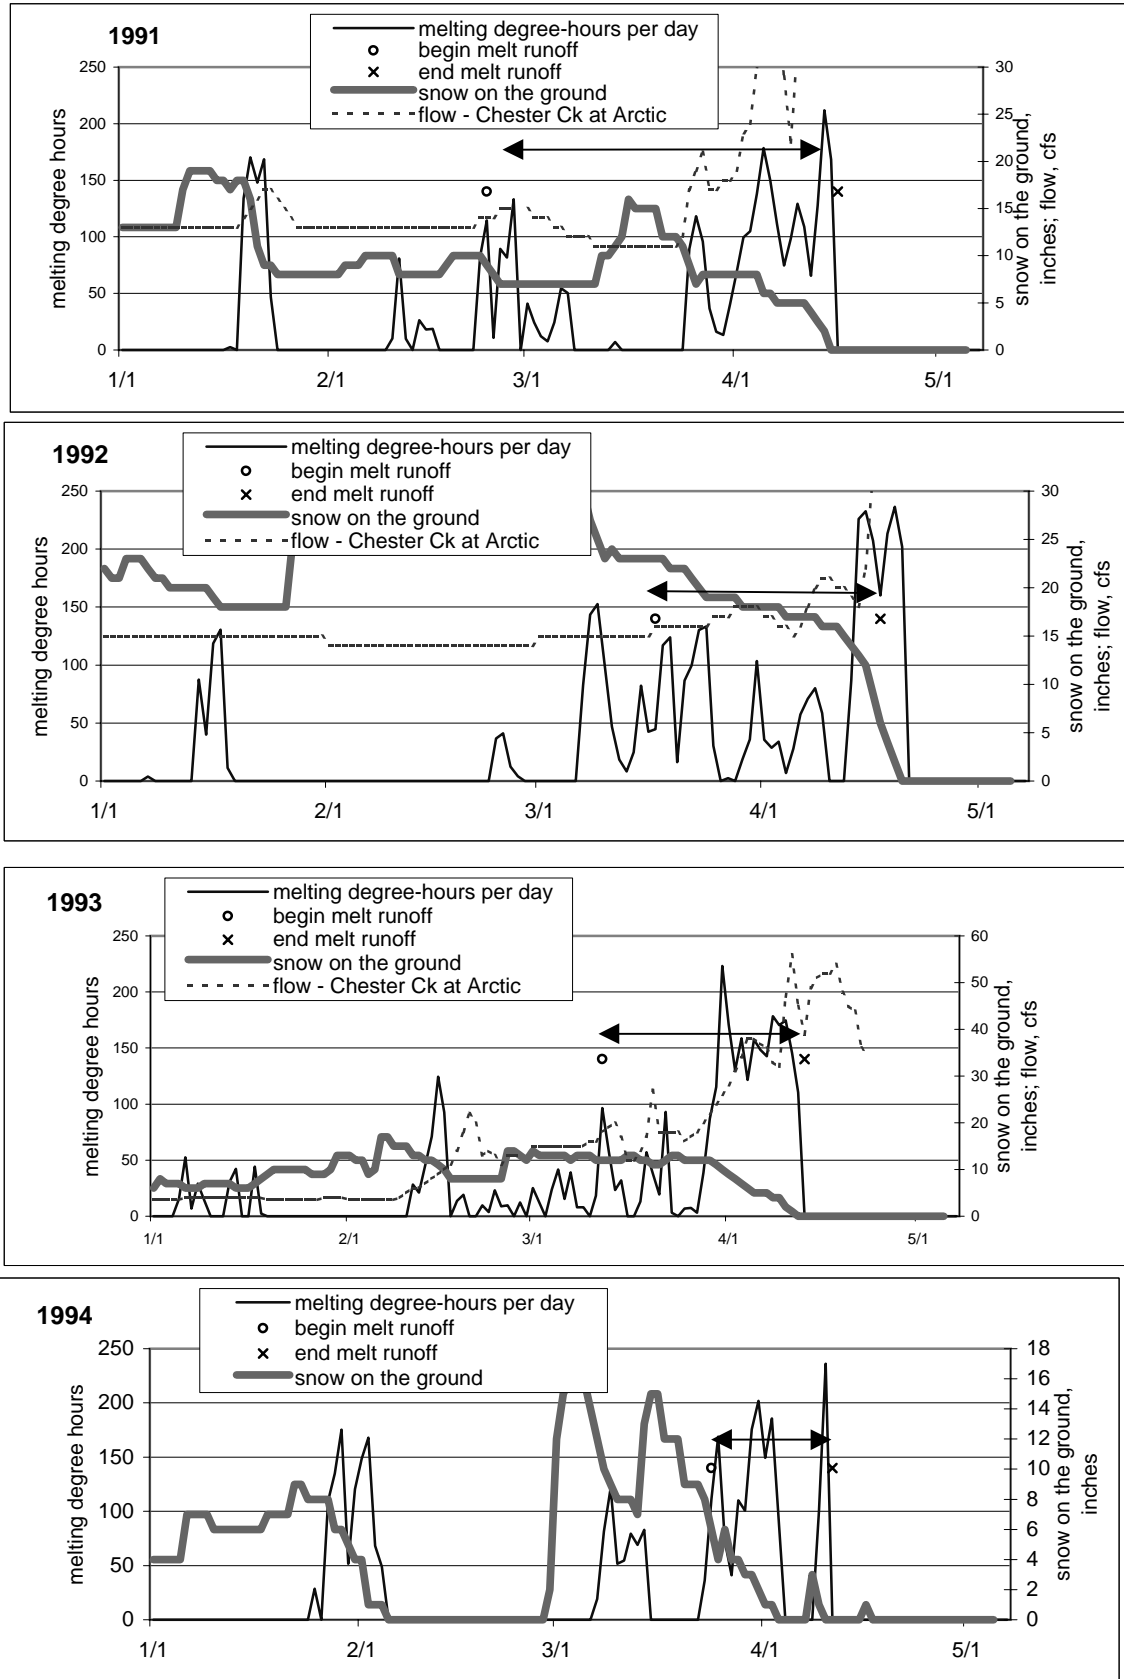 1991
melting degree-hours per day
begin melt runoff
end melt runoff
snow on the ground
flow - Chester Ck at Arctic
melting degree hours
250
200
150
100
50
0
30
25
20
15
10
5
0
snow on the ground,
inches; flow, cfs
1/1 2/1 3/1 4/1 5/1
1992
melting degree-hours per day
begin melt runoff
end melt runoff
snow on the ground
flow - Chester Ck at Arctic
melting degree hours
250
200
150
100
50
0
30
25
20
15
10
5
0
snow on the ground,
inches; flow, cfs
1/1 2/1 3/1 4/1 5/1
1993
melting degree-hours per day
begin melt runoff
end melt runoff
snow on the ground
flow - Chester Ck at Arctic
melting degree hours
250
200
150
100
50
0
60
50
40
30
20
10
0
snow on the ground,
inches; flow, cfs
1/1 2/1 3/1 4/1 5/1
1994
melting degree-hours per day
begin melt runoff
end melt runoff
snow on the ground
melting degree hours
250
200
150
100
50
0
18
16
14
12
10
8
6
4
2
0
snow on the ground,
inches
1/1 2/1 3/1 4/1 5/1